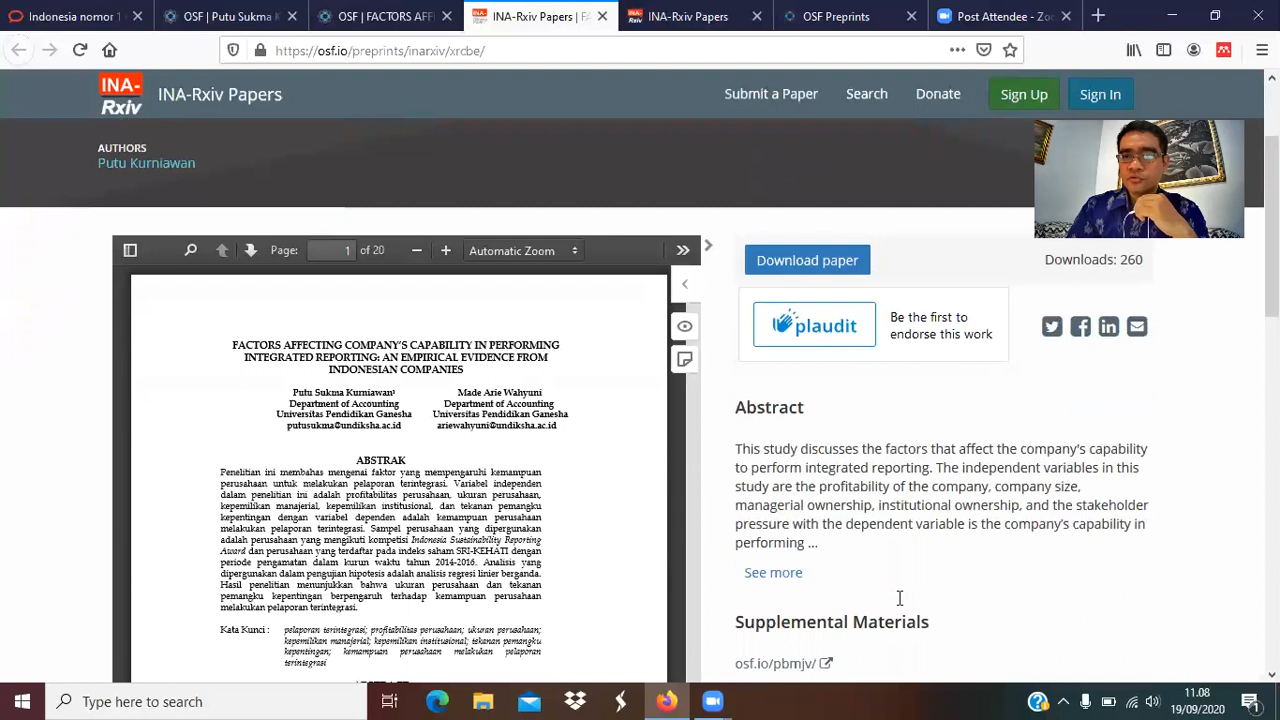 Indonesia nomor
OSF | Putu Sukma K
OSF | FACTORS AFFE
INA-Rxiv Papers | F
INA-Rxiv Papers
OSF Preprints
Post Attendee - Zoo
https://osf.io/preprints/inarxiv/xrcbe/
INA-
Rxiv
INA-Rxiv Papers
Submit a Paper
Search
Donate
Sign Up
Sign In
AUTHORS
Putu Kurniawan
Page:
1
of 20
Automatic Zoom
FACTORS AFFECTING COMPANY'S CAPABILITY IN PERFORMING
INTEGRATED REPORTING: AN EMPIRICAL EVIDENCE FROM
INDONESIAN COMPANIES
Putu Sukma Kurniawan¹
Department of Accounting
Universitas Pendidikan Ganesha
putusukma@undiksha.ac.id
Made Arie Wahyuni
Department of Accounting
Universitas Pendidikan Ganesha
ariewahyuni@undiksha.ac.id
ABSTRAK
Penelitian ini membahas mengenai faktor yang mempengaruhi kemampuan
perusahaan untuk melakukan pelaporan terintegrasi. Variabel independen
dalam penelitian ini adalah profitabilitas perusahaan, ukuran perusahaan,
kepemilikan manajerial, kepemilikan institusional, dan tekanan pemangku
kepentingan dengan variabel dependen adalah kemampuan perusahaan
melakukan pelaporan terintegrasi. Sampel perusahaan yang dipergunakan
adalah perusahaan yang mengikuti kompetisi Indonesia Sustainability Reporting
Award dan perusahaan yang terdaftar pada indeks saham SRI-KEHATI dengan
periode pengamatan dalam kurun waktu tahun 2014-2016. Analisis yang
dipergunakan dalam pengujian hipotesis adalah analisis regresi linier berganda.
Hasil penelitian menunjukkan bahwa ukuran perusahaan dan tekanan
pemangku kepentingan berpengaruh terhadap kemampuan perusahaan
melakukan pelaporan terintegrasi.
Kata Kunci : pelaporan terintegrasi; profitabilitas perusahaan; ukuran perusahaan;
kepemilikan manajerial; kepemilikan institusional; tekanan pemangku
kepentingan; kemampuan perusahaan melakukan pelaporan
terintegrasi
Download paper
Downloads: 260
plaudit
Be the first to
endorse this work
Abstract
This study discusses the factors that affect the company's capability
to perform integrated reporting. The independent variables in this
study are the profitability of the company, company size,
managerial ownership, institutional ownership, and the stakeholder
pressure with the dependent variable is the company's capability in
performing ...
See more
Supplemental Materials
osf.io/pbmjv/
Type here to search
11.08
19/09/2020
1